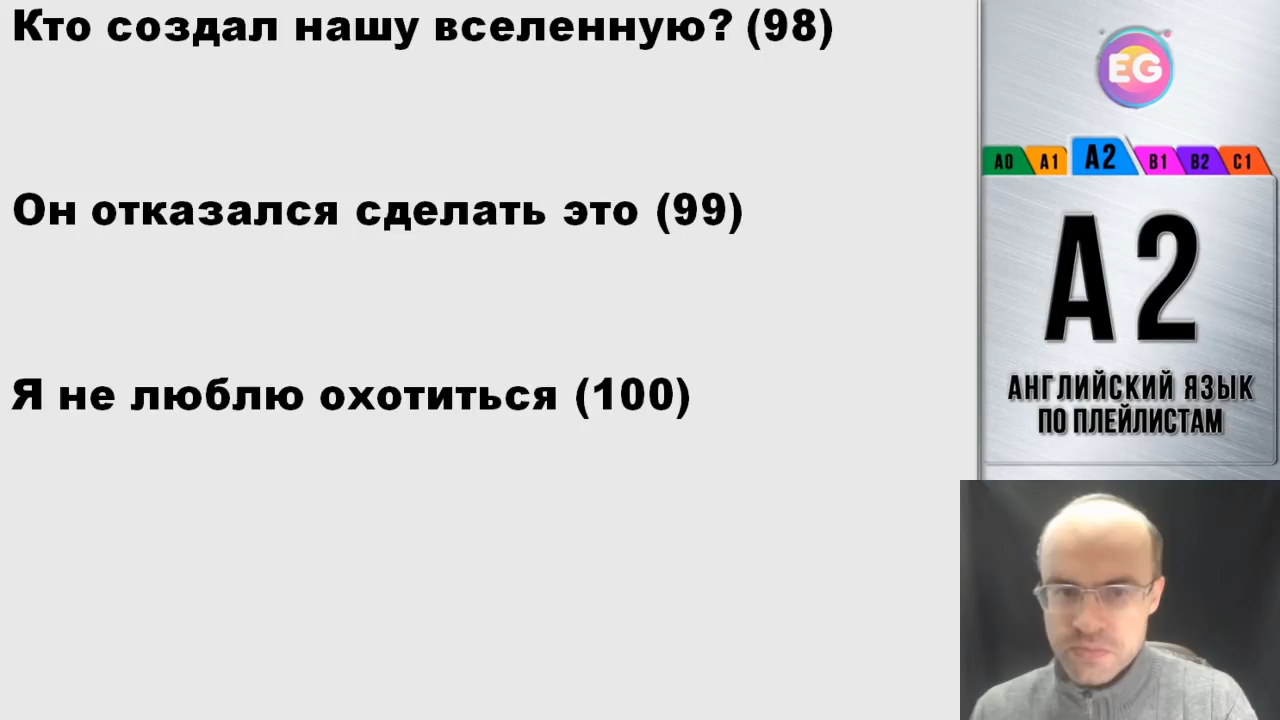 Кто создал нашу вселенную? (98)
Он отказался сделать это (99)
Я не люблю охотиться (100)
EG
A0 A1 A2 B1 B2 C1
A2
АНГЛИЙСКИЙ ЯЗЫК
ПО ПЛЕЙЛИСТАМ